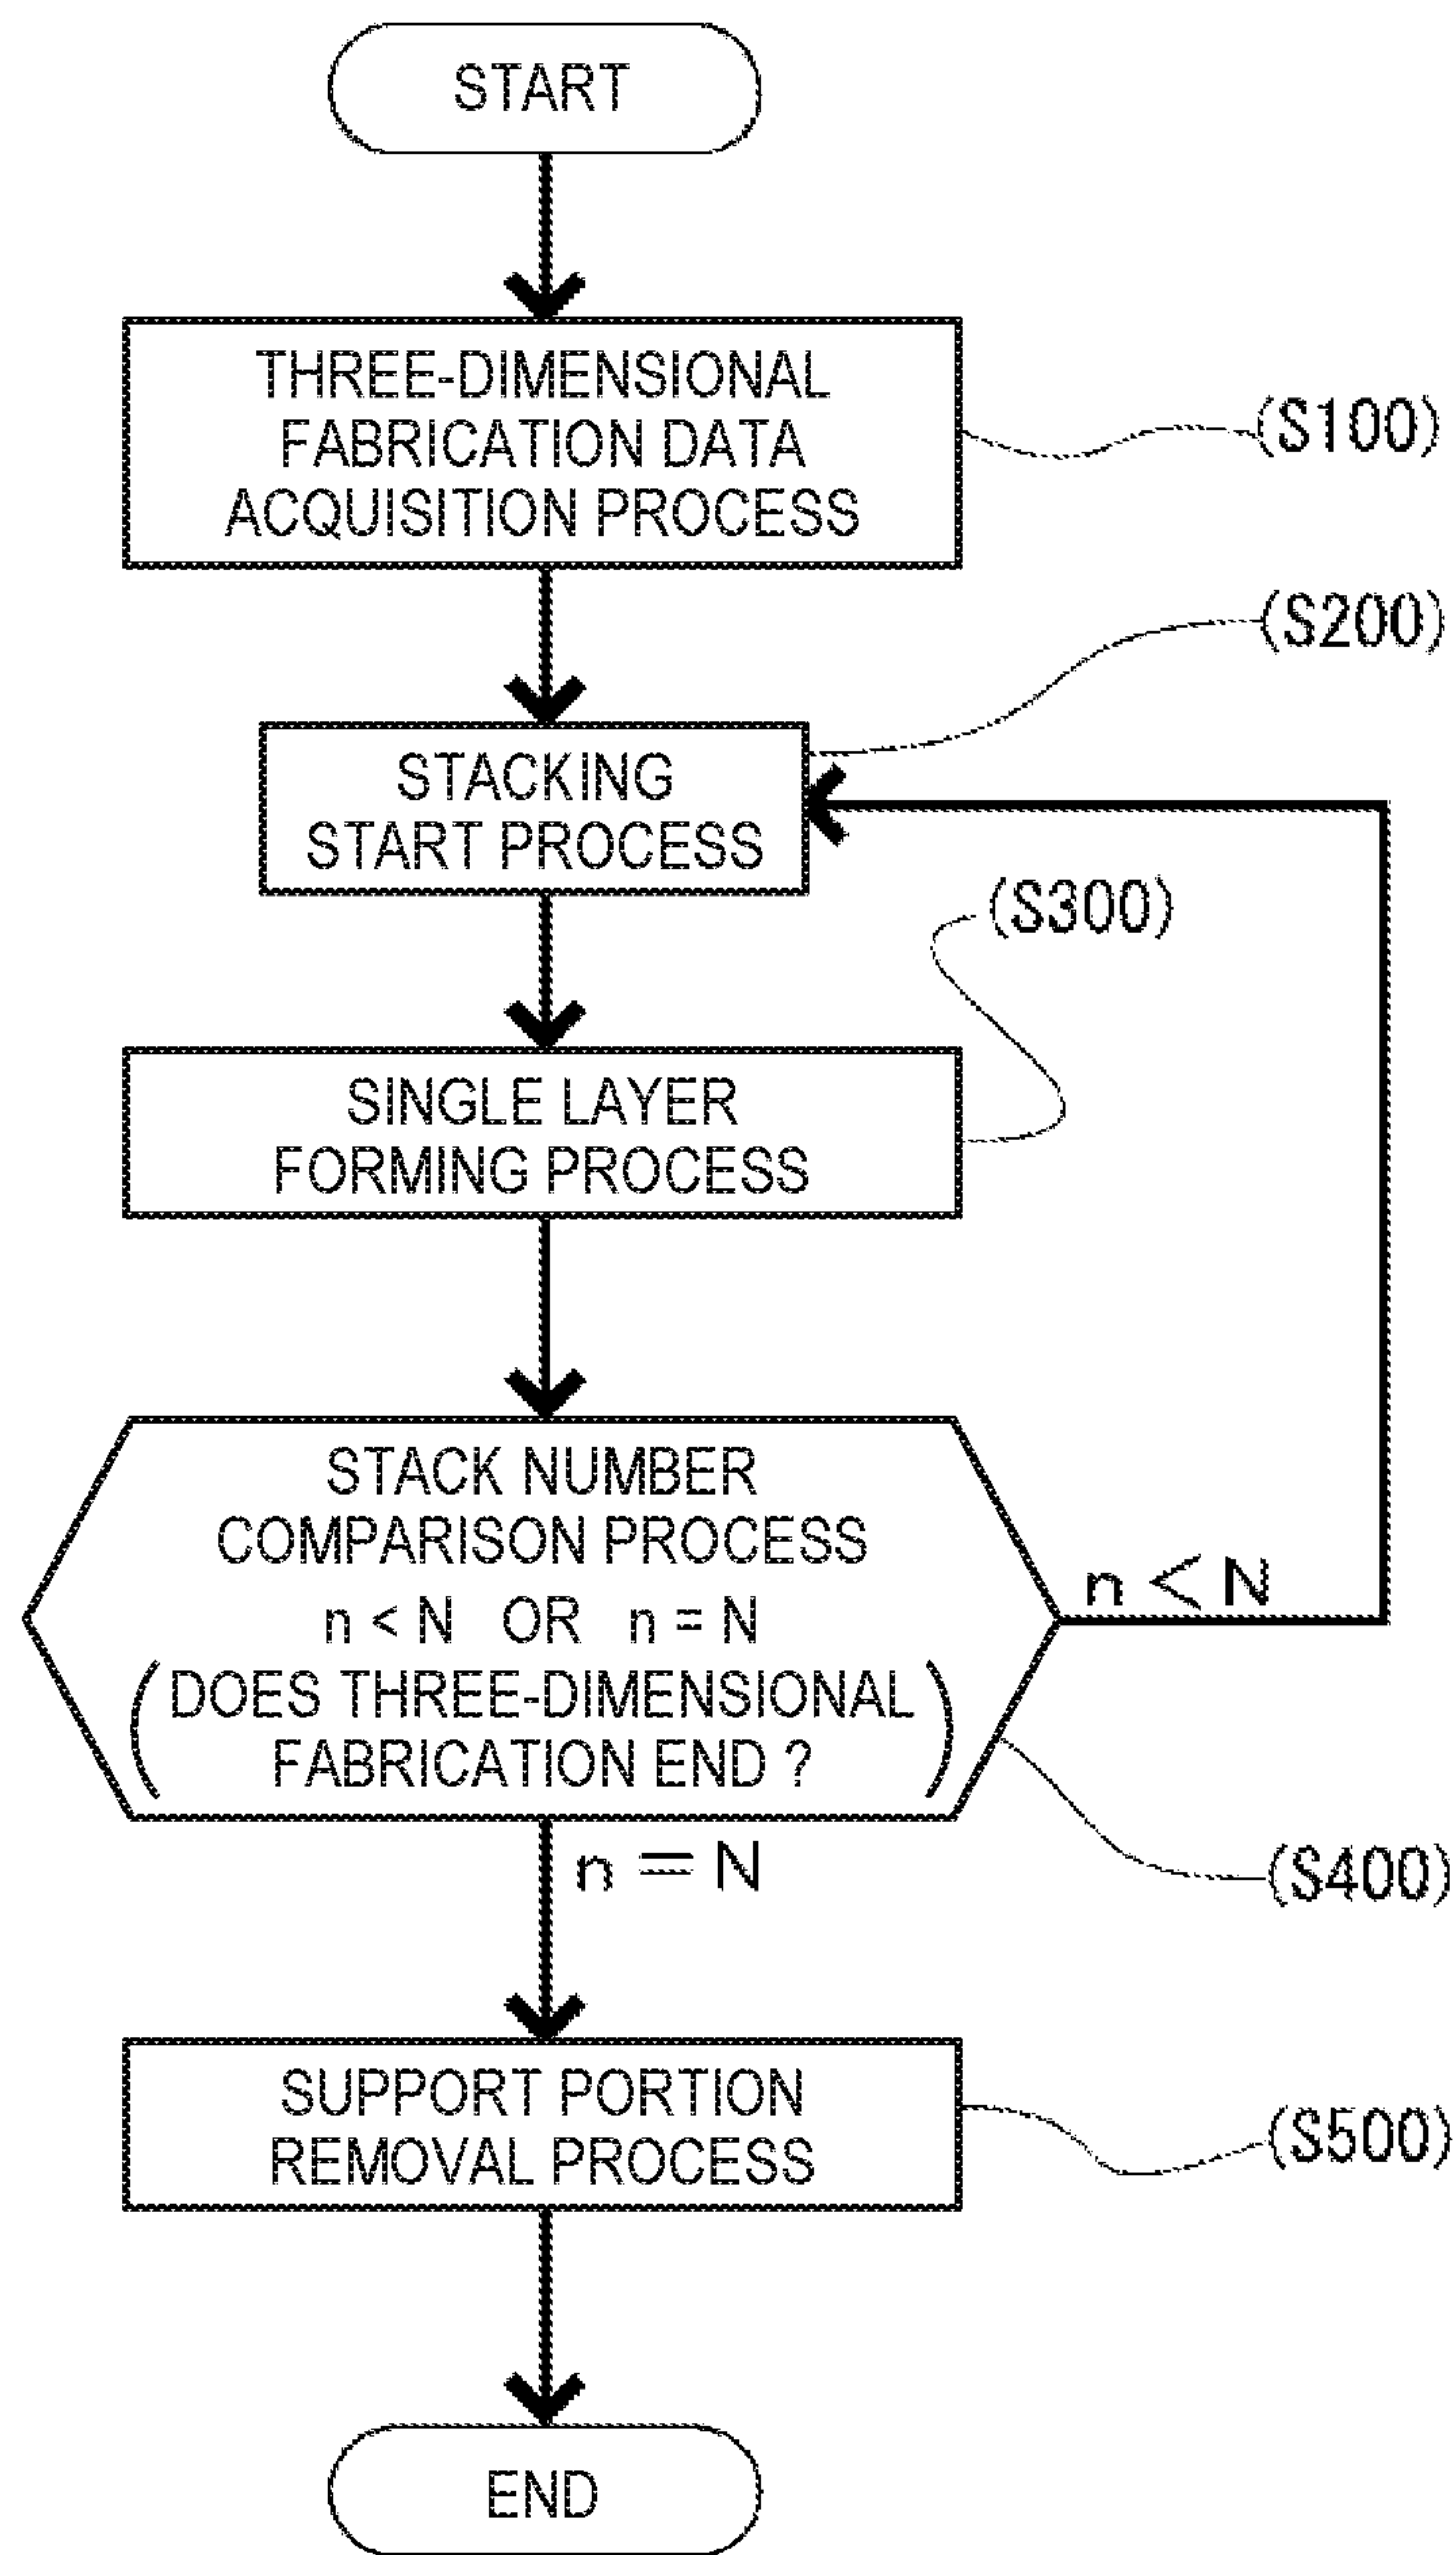 START
THREE-DIMENSIONAL
FABRICATION DATA
ACQUISITION PROCESS
(S100)
(S200)
STACKING
START PROCESS
(S300)
SINGLE LAYER
FORMING PROCESS
STACK NUMBER
COMPARISON PROCESS
n < N OR n = N
(DOES THREE-DIMENSIONAL
FABRICATION END ?)
n < N
n = N
(S400)
SUPPORT PORTION
REMOVAL PROCESS
(S500)
END